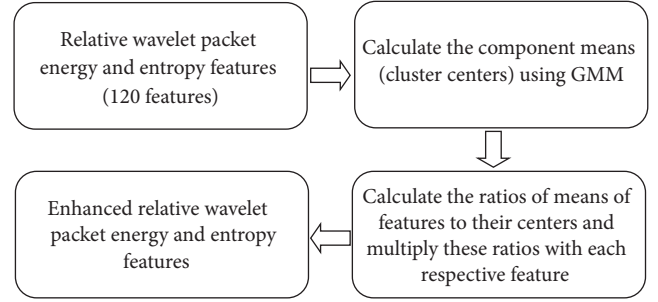 Relative wavelet packet
energy and entropy features
(120 features)
Calculate the component means
(cluster centers) using GMM
Calculate the ratios of means of
features to their centers and
multiply these ratios with each
respective feature
Enhanced relative wavelet
packet energy and entropy
features